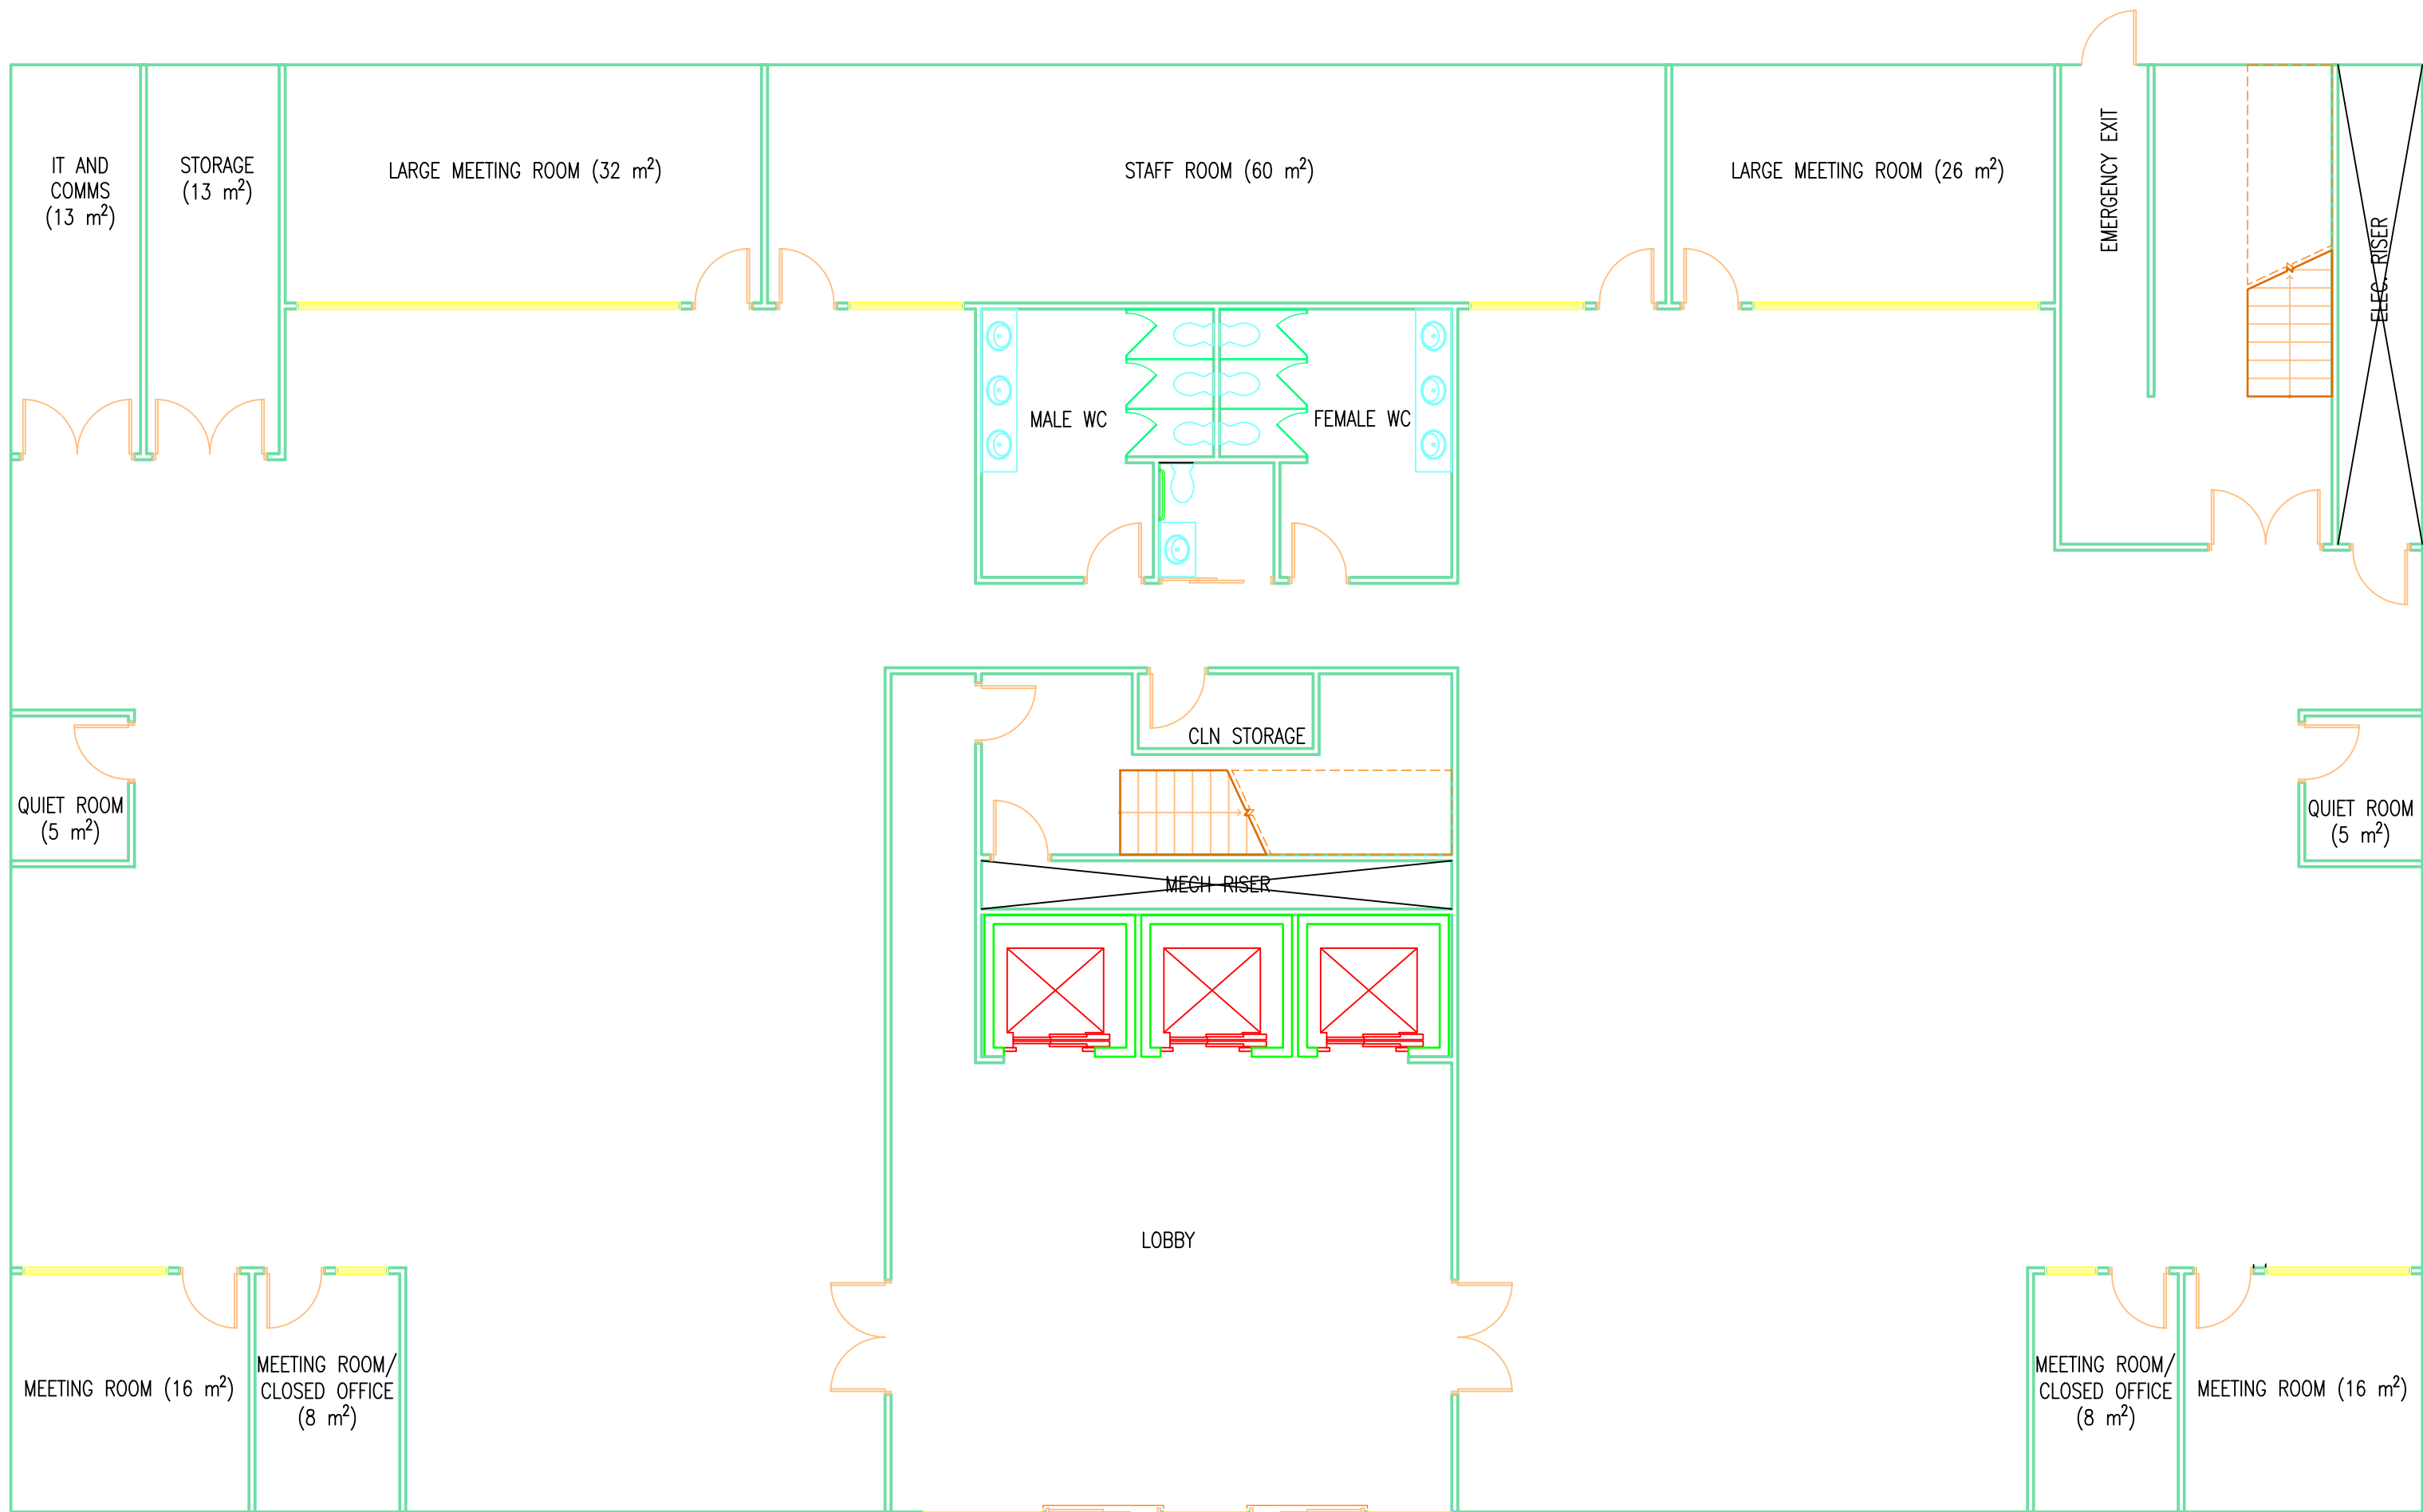 IT AND
COMMS
(13 m²)
STORAGE
(13 m²)
LARGE MEETING ROOM (32 m²)
STAFF ROOM (60 m²)
LARGE MEETING ROOM (26 m²)
EMERGENCY EXIT
ELEC. RISER
MALE WC
FEMALE WC
CLN STORAGE
QUIET ROOM
(5 m²)
QUIET ROOM
(5 m²)
MECH RISER
LOBBY
MEETING ROOM (16 m²)
MEETING ROOM/
CLOSED OFFICE
(8 m²)
MEETING ROOM/
CLOSED OFFICE
(8 m²)
MEETING ROOM (16 m²)